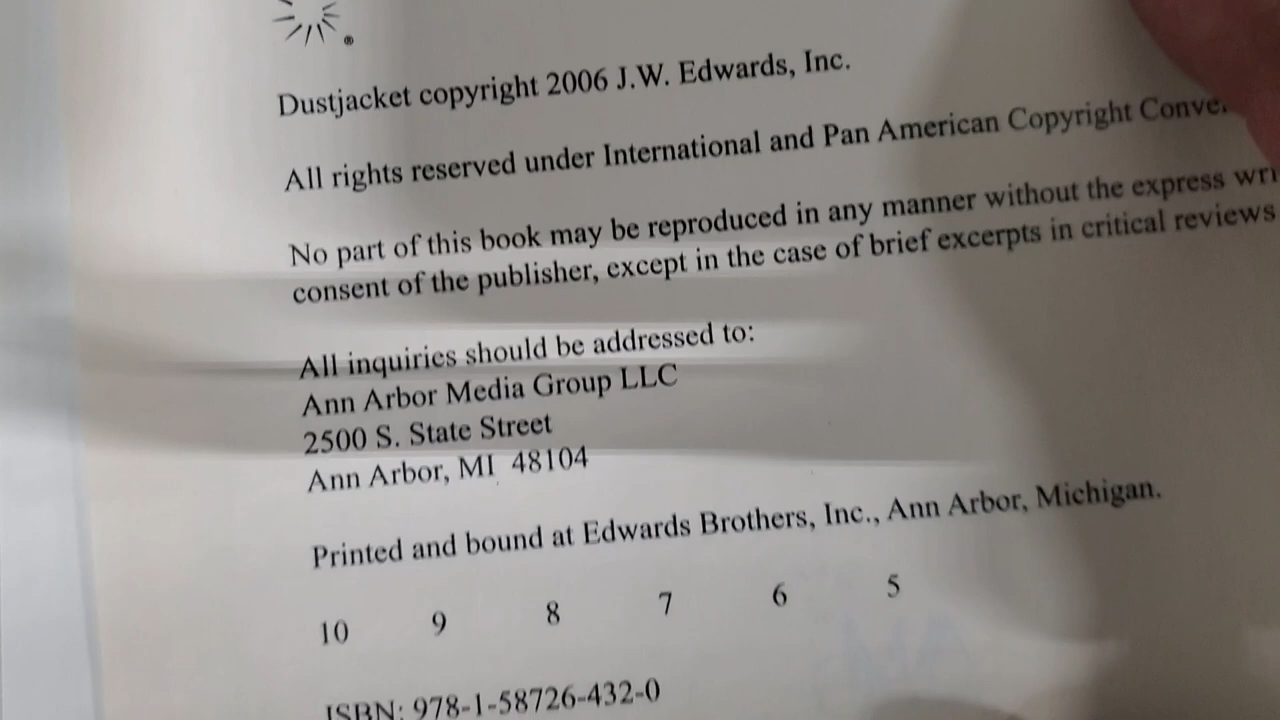 ®
Dustjacket copyright 2006 J.W. Edwards, Inc.
All rights reserved under International and Pan American Copyright
No part of this book may be reproduced in any manner without the express
consent of the publisher, except in the case of brief excerpts in critical reviews
All inquiries should be addressed to:
Ann Arbor Media Group LLC
2500 S. State Street
Ann Arbor, MI 48104
Printed and bound at Edwards Brothers, Inc., Ann Arbor, Michigan.
10 9 8 7 6 5
ISBN: 978-1-58726-432-0